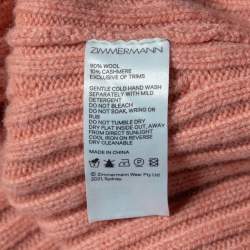 ZIMMERMANN
90% WOOL
10% CASHMERE
EXCLUSIVE OF TRIMS
GENTLE COLD HAND WASH
SEPARATELY WITH MILD
DETERGENT
DO NOT BLEACH
DO NOT SOAK, WRING OR
RUB
DO NOT TUMBLE DRY
DRY FLAT INSIDE OUT, AWAY
FROM DIRECT SUNLIGHT
COOL IRON ON REVERSE
DRY CLEANABLE
MADE IN CHINA
© Zimmermann Wear Pty Ltd
2021, Sydney